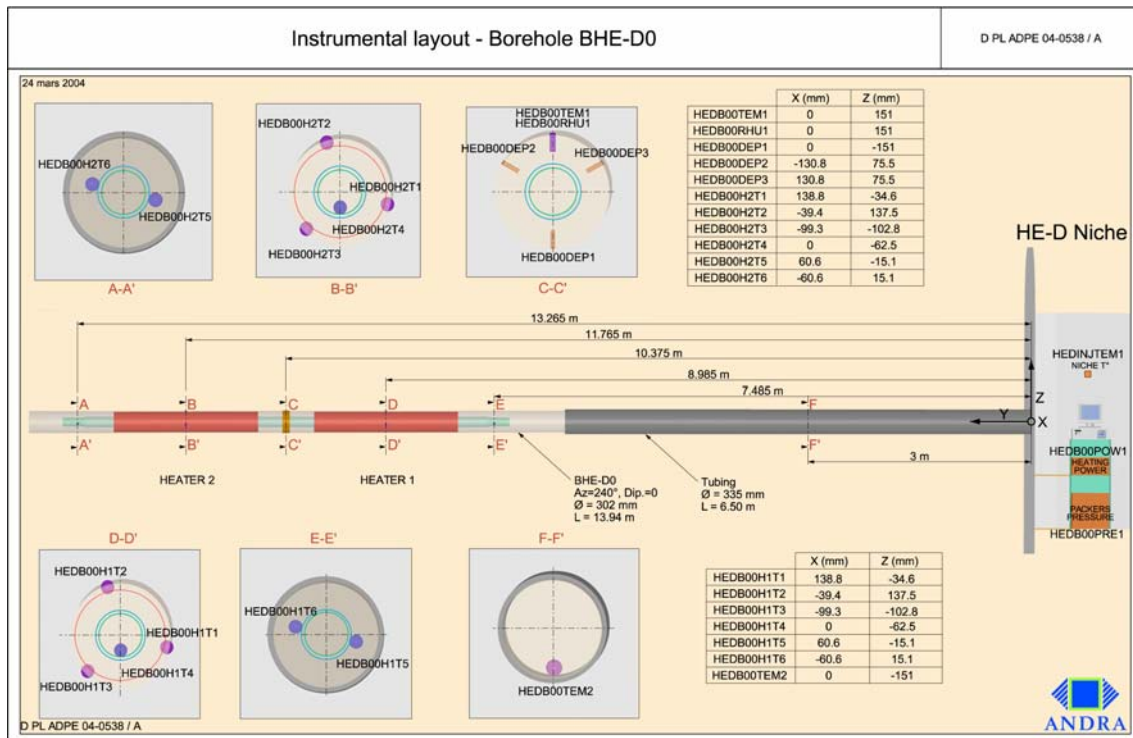 Instrumental layout - Borehole BHE-D0
D PL ADPE 04-0538 / A
24 mars 2004
HEDB00H2T6
HEDB00H2T5
A-A'
HEDB00H2T2
HEDB00H2T1
HEDB00H2T4
HEDB00H2T3
B-B'
HEDB00TEM1
HEDB00RHU1
HEDB00DEP2
HEDB00DEP3
HEDB00DEP1
C-C'
X (mm) Z (mm)
HEDB00TEM1 0 151
HEDB00RHU1 0 151
HEDB00DEP1 0 -151
HEDB00DEP2 -130.8 75.5
HEDB00DEP3 130.8 75.5
HEDB00H2T1 138.8 -34.6
HEDB00H2T2 -39.4 137.5
HEDB00H2T3 -99.3 -102.8
HEDB00H2T4 0 -62.5
HEDB00H2T5 60.6 -15.1
HEDB00H2T6 -60.6 15.1
HE-D Niche
13.265 m
11.765 m
10.375 m
8.985 m
7.485 m
HEDINJTEM1
NICHE T°
A B C D E F
Z
Y
X
A' B' C' D' E' F'
3 m
HEATER 2
HEATER 1
BHE-D0
Az=240°, Dip.=0
Ø = 302 mm
L = 13.94 m
Tubing
Ø = 335 mm
L = 6.50 m
HEDB00POW1
HEATING
POWER
PACKERS
PRESSURE
HEDB00PRE1
D-D'
HEDB00H1T2
HEDB00H1T1
HEDB00H1T4
HEDB00H1T3
E-E'
HEDB00H1T6
HEDB00H1T5
F-F'
HEDB00TEM2
X (mm) Z (mm)
HEDB00H1T1 138.8 -34.6
HEDB00H1T2 -39.4 137.5
HEDB00H1T3 -99.3 -102.8
HEDB00H1T4 0 -62.5
HEDB00H1T5 60.6 -15.1
HEDB00H1T6 -60.6 15.1
HEDB00TEM2 0 -151
ANDRA
D PL ADPE 04-0538 / A